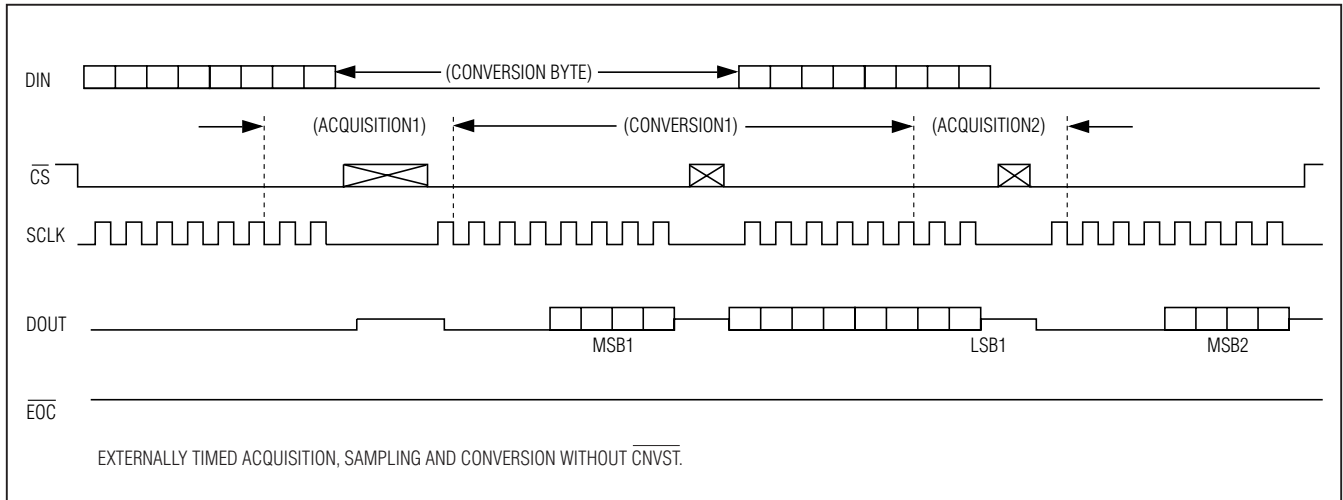 DIN
(CONVERSION BYTE)
(ACQUISITION1)
(CONVERSION1)
(ACQUISITION2)
CS
SCLK
DOUT
MSB1
LSB1
MSB2
EOC
EXTERNALLY TIMED ACQUISITION, SAMPLING AND CONVERSION WITHOUT CNVST.